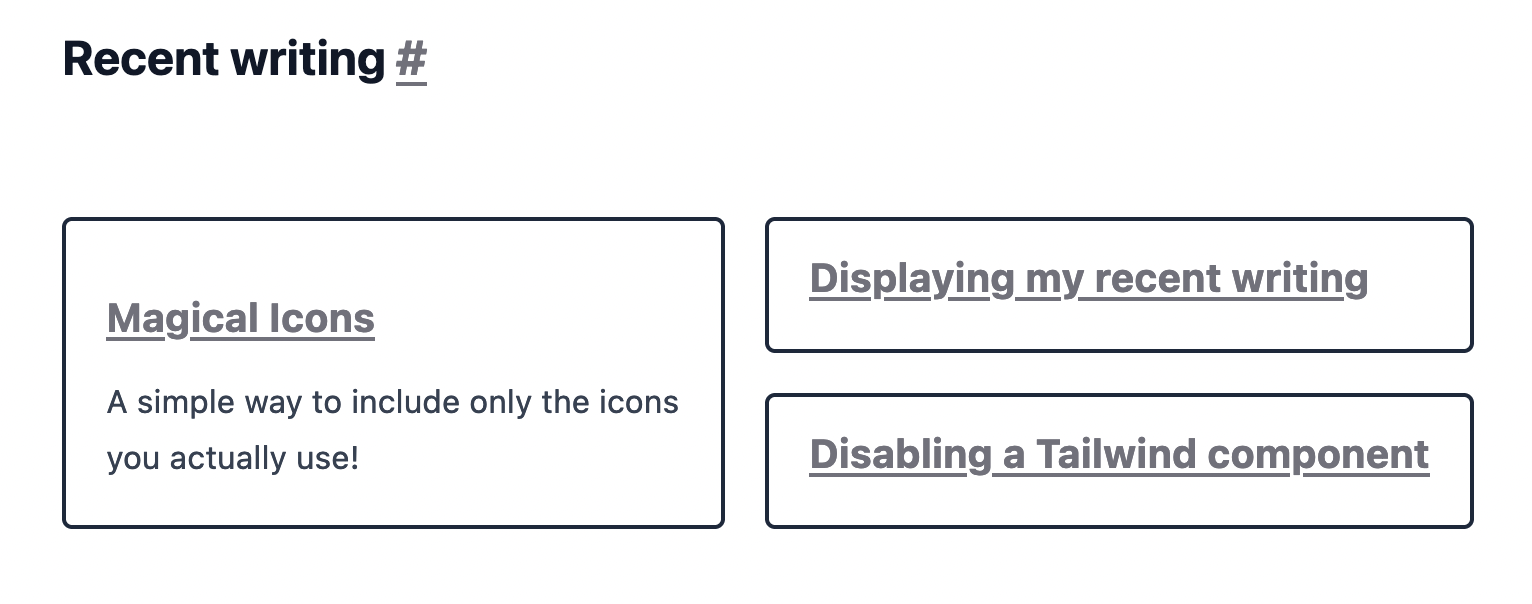 Recent writing #
Magical Icons
A simple way to include only the icons
you actually use!
Displaying my recent writing
Disabling a Tailwind component